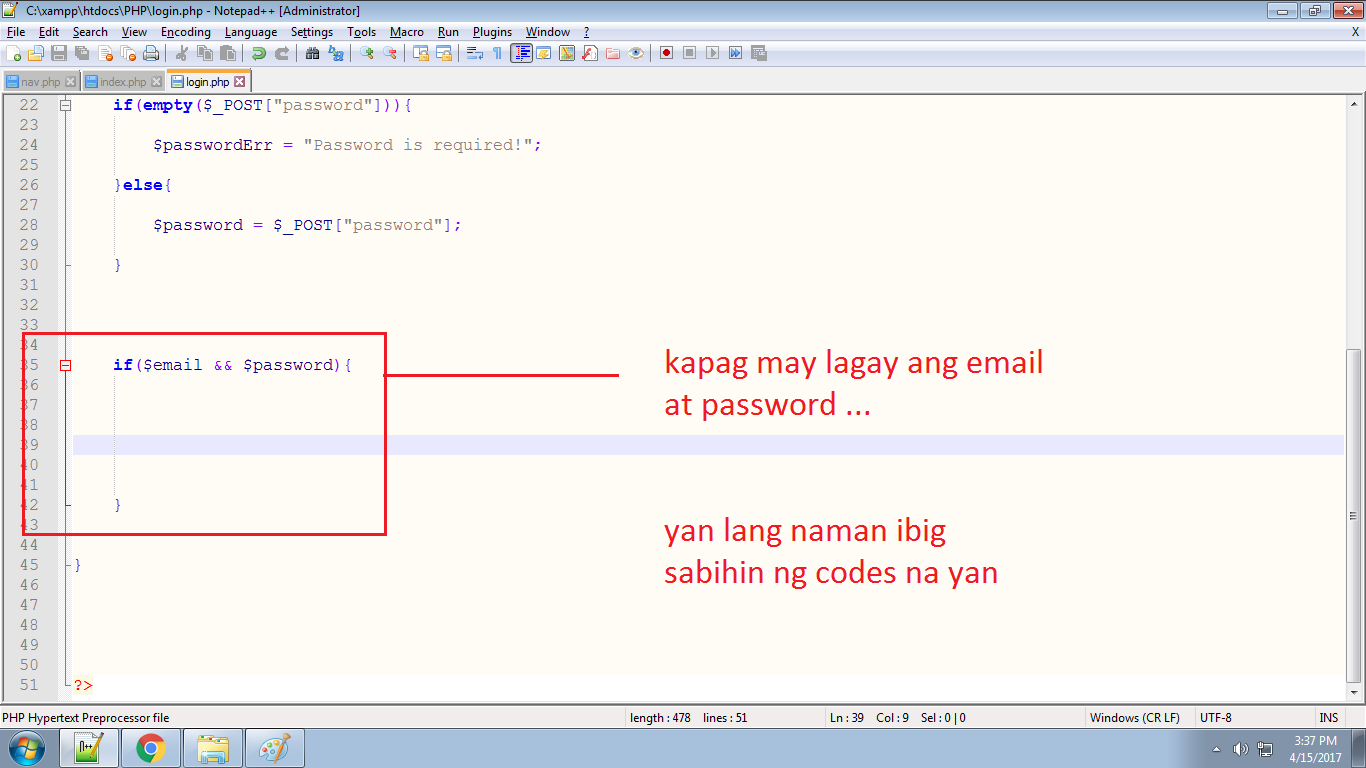 C:\xampp\htdocs\PHP\login.php - Notepad++ [Administrator]
File Edit Search View Encoding Language Settings Tools Macro Run Plugins Window ? X
nav.php index.php login.php
22 if(empty($_POST["password"])){
23
24 $passwordErr = "Password is required!";
25
26 }else{
27
28 $password = $_POST["password"];
29
30 }
31
32
33
34
35 if($email && $password){
36
37
38
39
40
41
42 }
43
44
45 }
46
47
48
49
50
51 ?>
kapag may lagay ang email
at password ...
yan lang naman ibig
sabihin ng codes na yan
PHP Hypertext Preprocessor file length : 478 lines : 51 Ln : 39 Col : 9 Sel : 0 | 0 Windows (CR LF) UTF-8 INS
3:37 PM
4/15/2017